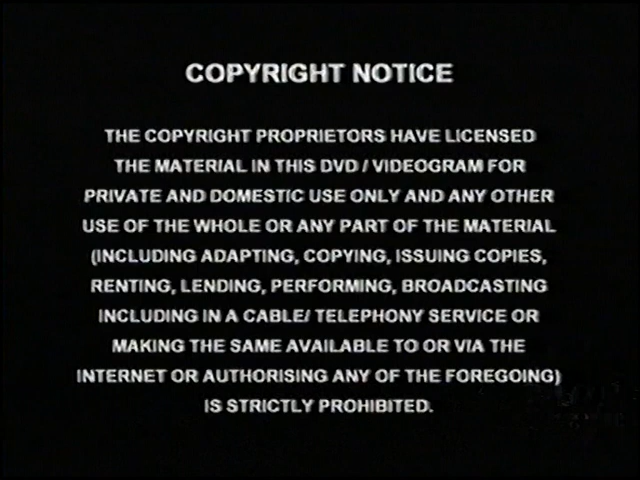 COPYRIGHT NOTICE
THE COPYRIGHT PROPRIETORS HAVE LICENSED
THE MATERIAL IN THIS DVD / VIDEOGRAM FOR
PRIVATE AND DOMESTIC USE ONLY AND ANY OTHER
USE OF THE WHOLE OR ANY PART OF THE MATERIAL
(INCLUDING ADAPTING, COPYING, ISSUING COPIES,
RENTING, LENDING, PERFORMING, BROADCASTING
INCLUDING IN A CABLE/ TELEPHONY SERVICE OR
MAKING THE SAME AVAILABLE TO OR VIA THE
INTERNET OR AUTHORISING ANY OF THE FOREGOING)
IS STRICTLY PROHIBITED.